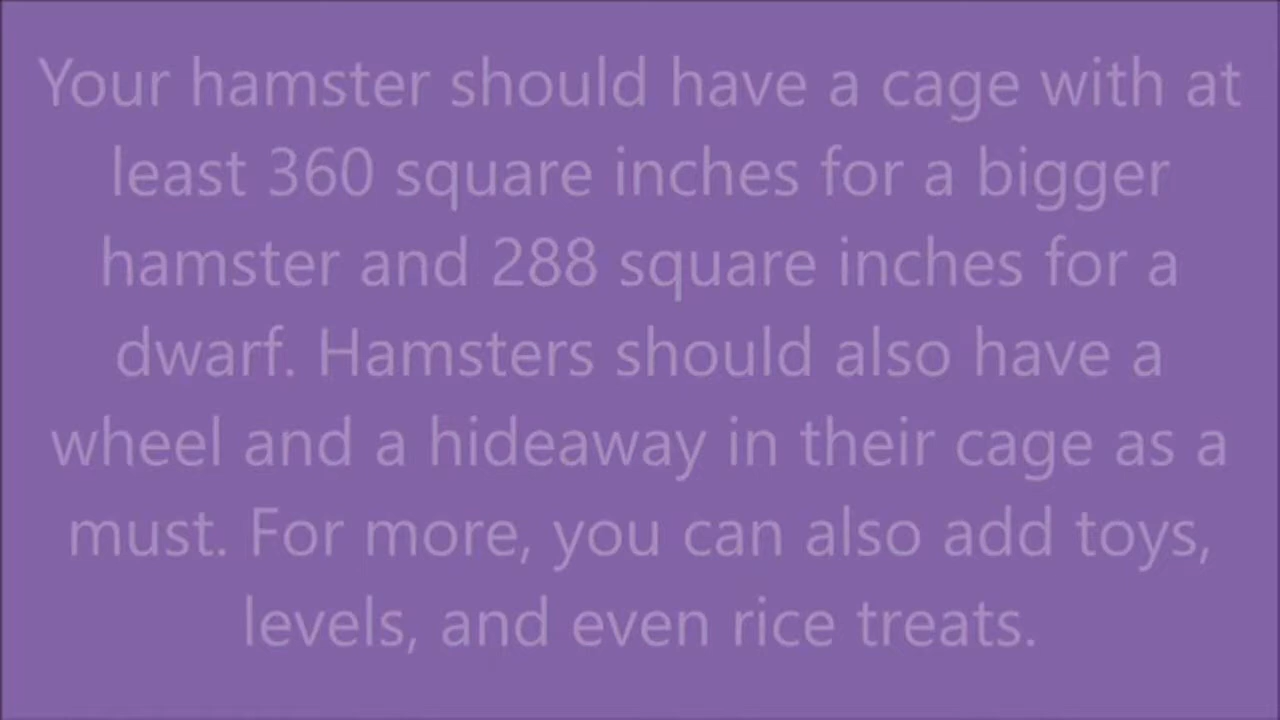 Your hamster should have a cage with at
least 360 square inches for a bigger
hamster and 288 square inches for a
dwarf. Hamsters should also have a
wheel and a hideaway in their cage as a
must. For more, you can also add toys,
levels, and even rice treats.